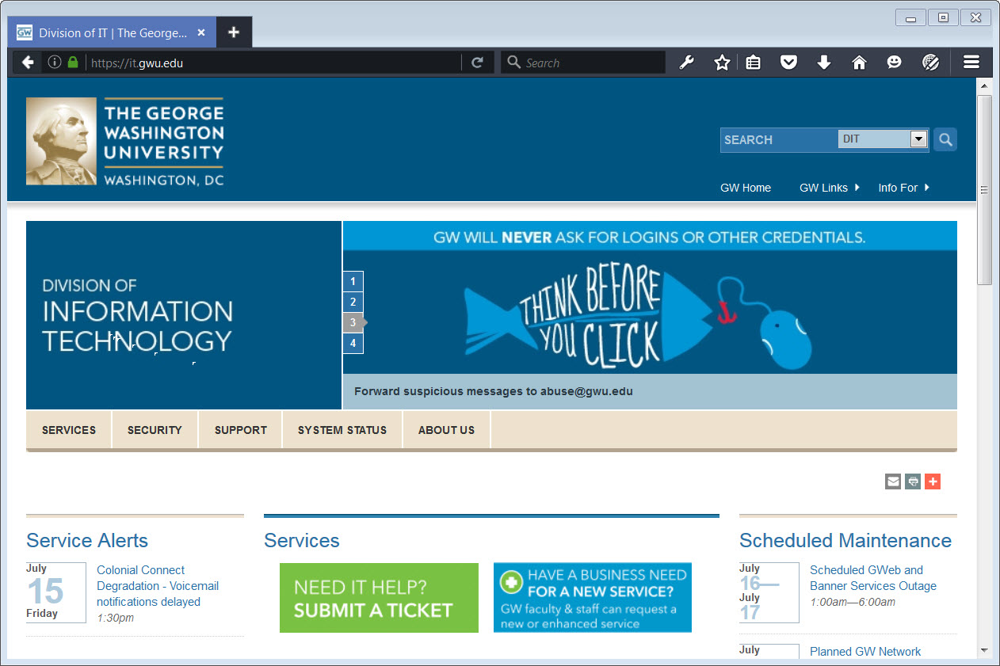 GW Division of IT | The George...
https://it.gwu.edu
Search
THE GEORGE
WASHINGTON
UNIVERSITY
WASHINGTON, DC
SEARCH DIT
GW Home GW Links Info For
DIVISION OF
INFORMATION
TECHNOLOGY
1
2
3
4
GW WILL NEVER ASK FOR LOGINS OR OTHER CREDENTIALS.
THINK BEFORE
YOU CLICK
Forward suspicious messages to abuse@gwu.edu
SERVICES SECURITY SUPPORT SYSTEM STATUS ABOUT US
Service Alerts
July
15
Friday
Colonial Connect
Degradation - Voicemail
notifications delayed
1:30pm
Services
NEED IT HELP?
SUBMIT A TICKET
HAVE A BUSINESS NEED
FOR A NEW SERVICE?
GW faculty & staff can request a
new or enhanced service
Scheduled Maintenance
July
16—
July
17
Scheduled GWeb and
Banner Services Outage
1:00am—6:00am
July
Planned GW Network